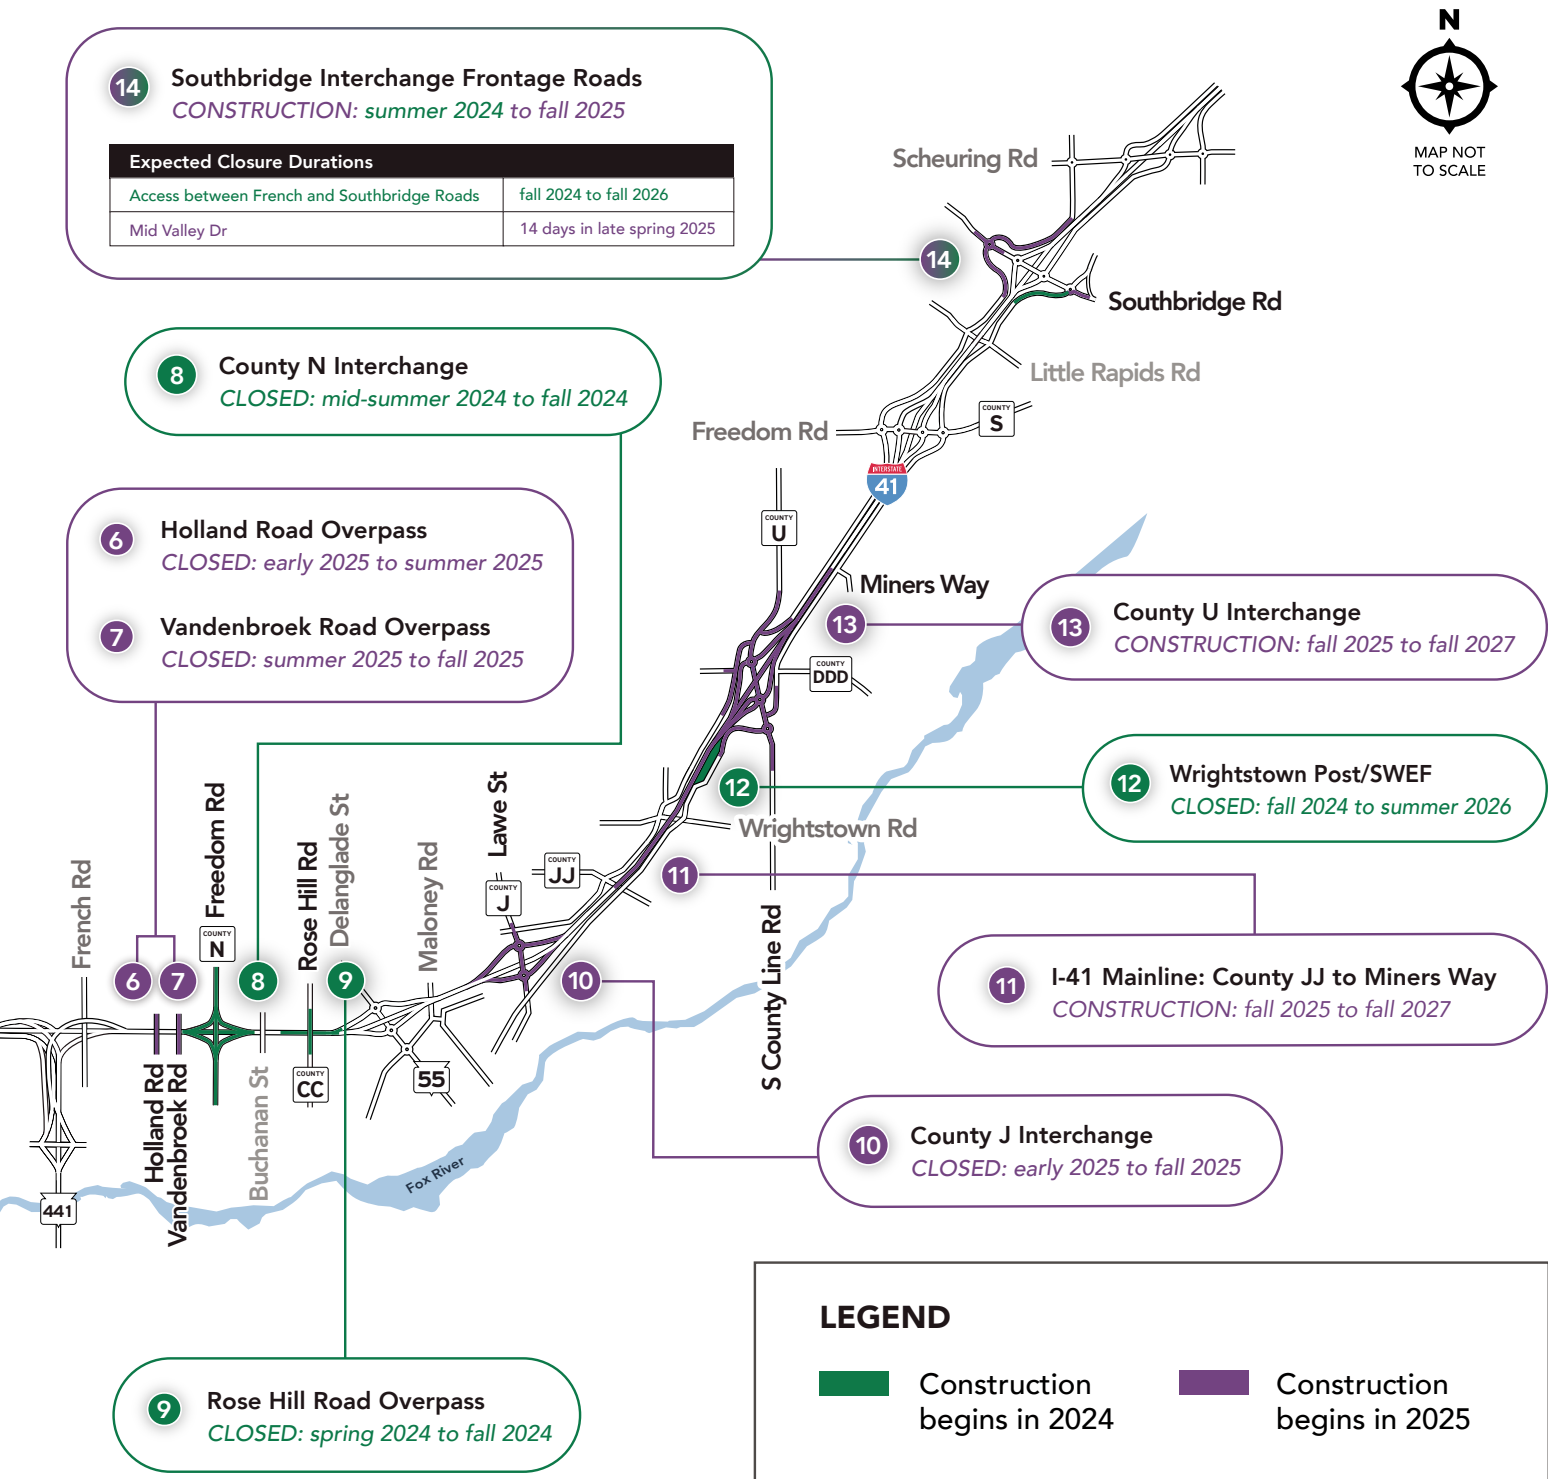 N
MAP NOT
TO SCALE
14
Southbridge Interchange Frontage Roads
CONSTRUCTION: summer 2024 to fall 2025
Expected Closure Durations
Access between French and Southbridge Roads fall 2024 to fall 2026
Mid Valley Dr 14 days in late spring 2025
Scheuring Rd
14
Southbridge Rd
8
County N Interchange
CLOSED: mid-summer 2024 to fall 2024
Little Rapids Rd
Freedom Rd
COUNTY
S
INTERSTATE
41
6
Holland Road Overpass
CLOSED: early 2025 to summer 2025
7
Vandenbroek Road Overpass
CLOSED: summer 2025 to fall 2025
COUNTY
U
Miners Way
13
13
County U Interchange
CONSTRUCTION: fall 2025 to fall 2027
COUNTY
DDD
12
12
Wrightstown Post/SWEF
CLOSED: fall 2024 to summer 2026
Wrightstown Rd
Lawe St
COUNTY
JJ
11
COUNTY
J
French Rd
Freedom Rd
COUNTY
N
Rose Hill Rd
Delanglade St
Maloney Rd
6
7
8
9
10
S County Line Rd
11
I-41 Mainline: County JJ to Miners Way
CONSTRUCTION: fall 2025 to fall 2027
Holland Rd
Vandenbroek Rd
Buchanan St
COUNTY
CC
55
10
County J Interchange
CLOSED: early 2025 to fall 2025
Fox River
441
9
Rose Hill Road Overpass
CLOSED: spring 2024 to fall 2024
LEGEND
Construction
begins in 2024
Construction
begins in 2025